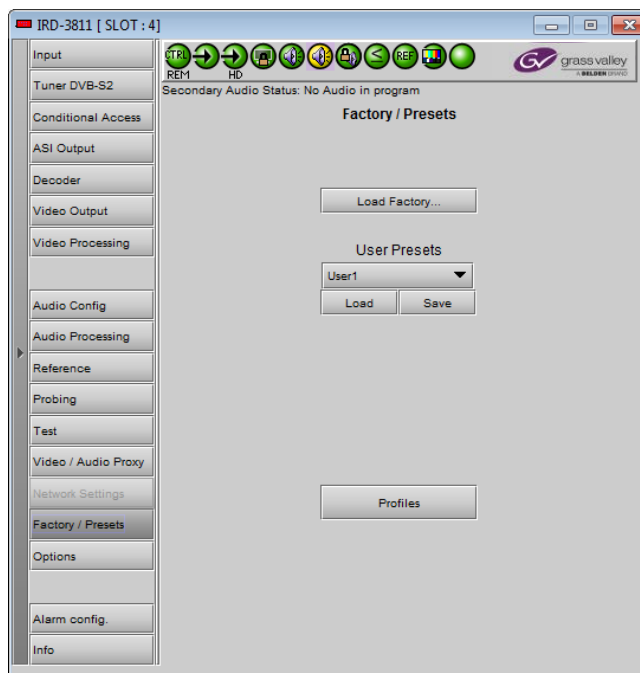 IRD-3811 [ SLOT : 4]
Input
Tuner DVB-S2
Conditional Access
ASI Output
Decoder
Video Output
Video Processing
Audio Config
Audio Processing
Reference
Probing
Test
Video / Audio Proxy
Network Settings
Factory / Presets
Options
Alarm config.
Info
CTRL
REF
REM
HD
grass valley
A BELDEN BRAND
Secondary Audio Status: No Audio in program
Factory / Presets
Load Factory...
User Presets
User1
Load
Save
Profiles